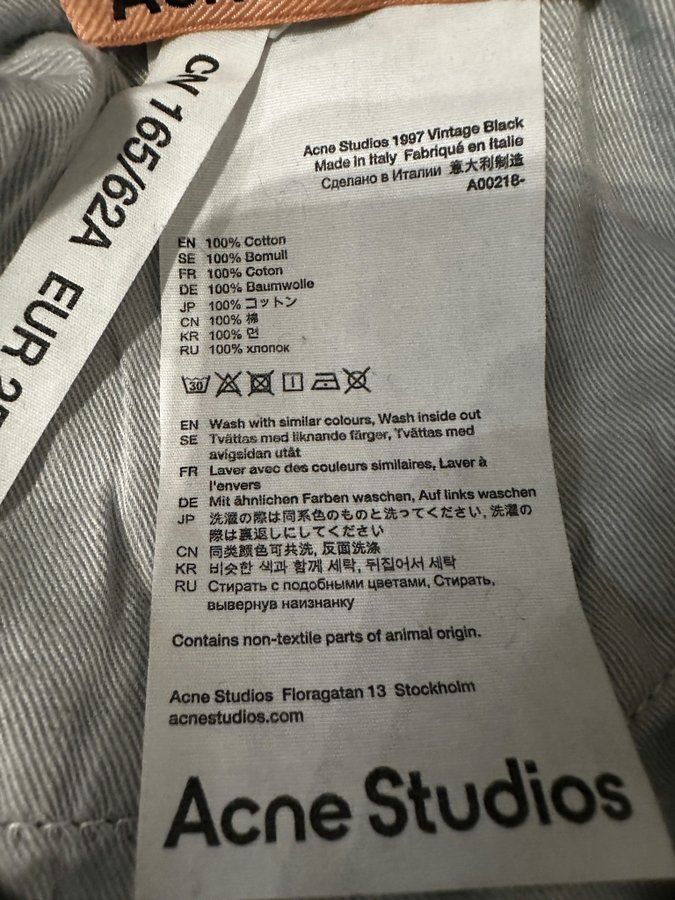 CN 165/62A EUR
Acne Studios 1997 Vintage Black
Made in Italy Fabriqué en Italie
Сделано в Италии 意大利制造
A00218-
EN 100% Cotton
SE 100% Bomull
FR 100% Coton
DE 100% Baumwolle
JP 100% コットン
CN 100% 棉
KR 100% 면
RU 100% хлопок
30
EN Wash with similar colours, Wash inside out
SE Tvättas med liknande färger, Tvättas med
avigsidan utåt
FR Laver avec des couleurs similaires, Laver à
l'envers
DE Mit ähnlichen Farben waschen, Auf links waschen
JP 洗濯の際は同系色のものと洗ってください, 洗濯の
際は裏返しにしてください
CN 同类颜色可共洗, 反面洗涤
KR 비슷한 색과 함께 세탁, 뒤집어서 세탁
RU Стирать с подобными цветами, Стирать,
вывернув наизнанку
Contains non-textile parts of animal origin.
Acne Studios Floragatan 13 Stockholm
acnestudios.com
Acne Studios